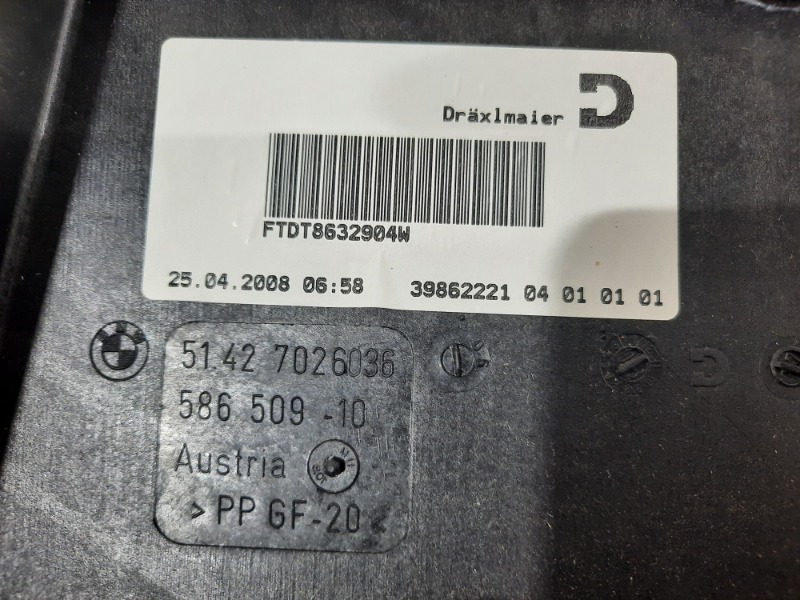 Dräxlmaier
FTDT8632904W
25.04.2008 06:58 39862221 04 01 01 01
51.42 7026036
586 509 -10
Austria
> PP GF-20 <